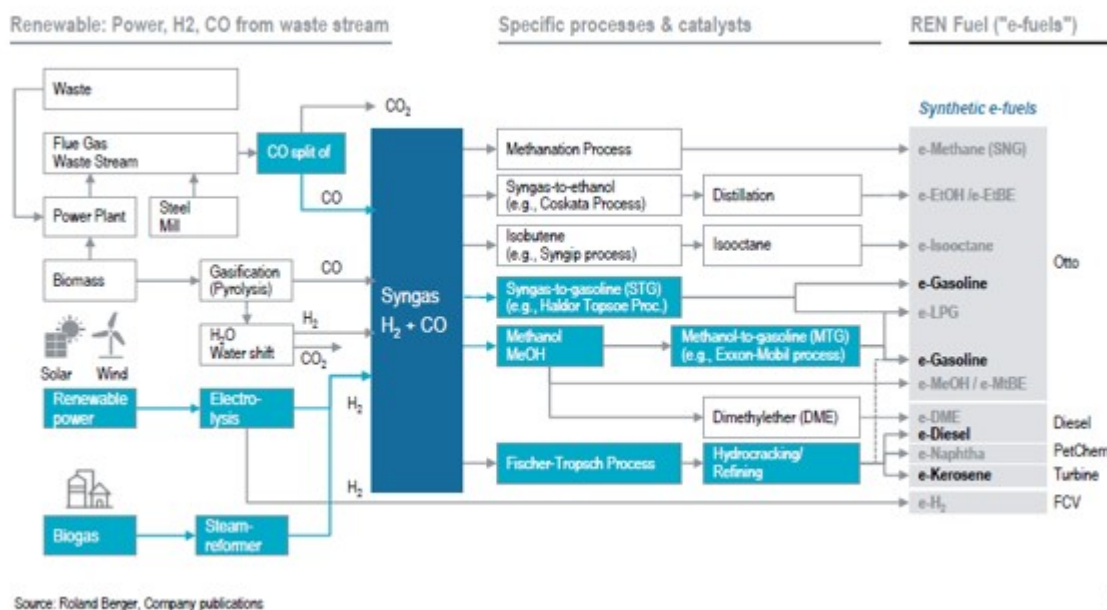 Renewable: Power, H2, CO from waste stream
Specific processes & catalysts
REN Fuel ("e-fuels")
Waste
CO₂
Synthetic e-fuels
Flue Gas
Waste Stream
CO split of
Methanation Process
e-Methane (SNG)
CO
Syngas-to-ethanol
(e.g., Coskata Process)
Distillation
e-EtOH /e-EtBE
Power Plant
Steel
Mill
Isobutene
(e.g., Syngip process)
Isooctane
e-Isooctane
Otto
Biomass
Gasification
(Pyrolysis)
CO
Syngas
H₂ + CO
Syngas-to-gasoline (STG)
(e.g., Haldor Topsoe Proc.)
e-Gasoline
e-LPG
H₂O
Water shift
H₂
CO₂
Methanol
MeOH
Methanol-to-gasoline (MTG)
(e.g., Exxon-Mobil process)
e-Gasoline
Solar
Wind
e-MeOH / e-MtBE
Renewable
power
Electro-
lysis
H₂
Dimethylether (DME)
e-DME
Diesel
e-Diesel
Fischer-Tropsch Process
Hydrocracking/
Refining
e-Naphtha
PetChem
e-Kerosene
Turbine
H₂
e-H₂
FCV
Biogas
Steam-
reformer
Source: Roland Berger, Company publications